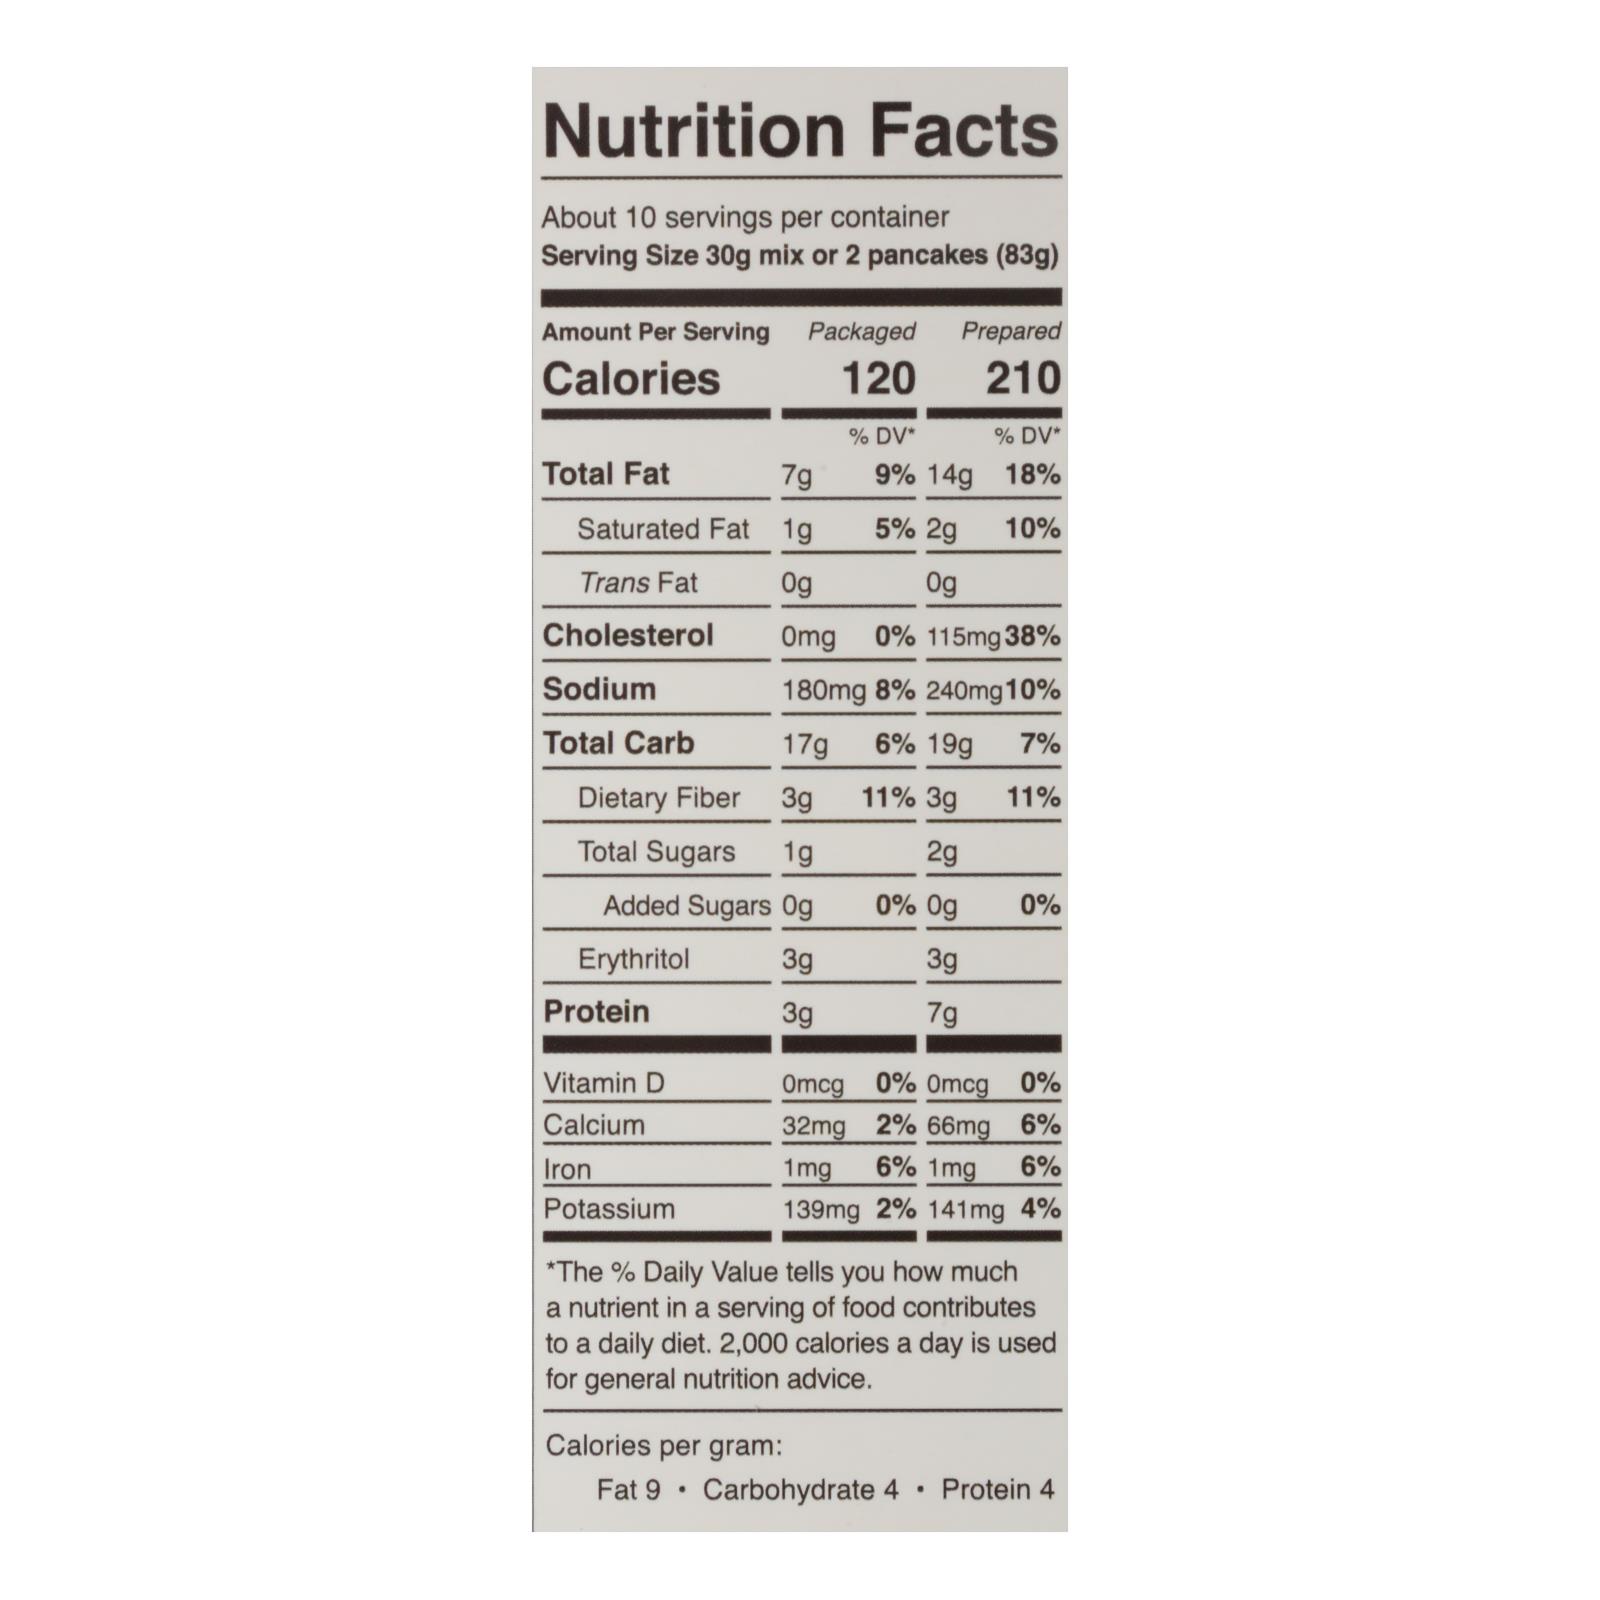 Nutrition Facts
About 10 servings per container
Serving Size 30g mix or 2 pancakes (83g)
Amount Per Serving Packaged Prepared
Calories 120 210
% DV* % DV*
Total Fat 7g 9% 14g 18%
Saturated Fat 1g 5% 2g 10%
Trans Fat 0g 0g
Cholesterol 0mg 0% 115mg 38%
Sodium 180mg 8% 240mg 10%
Total Carb 17g 6% 19g 7%
Dietary Fiber 3g 11% 3g 11%
Total Sugars 1g 2g
Added Sugars 0g 0% 0g 0%
Erythritol 3g 3g
Protein 3g 7g
Vitamin D 0mcg 0% 0mcg 0%
Calcium 32mg 2% 66mg 6%
Iron 1mg 6% 1mg 6%
Potassium 139mg 2% 141mg 4%
*The % Daily Value tells you how much
a nutrient in a serving of food contributes
to a daily diet. 2,000 calories a day is used
for general nutrition advice.
Calories per gram:
Fat 9 • Carbohydrate 4 • Protein 4